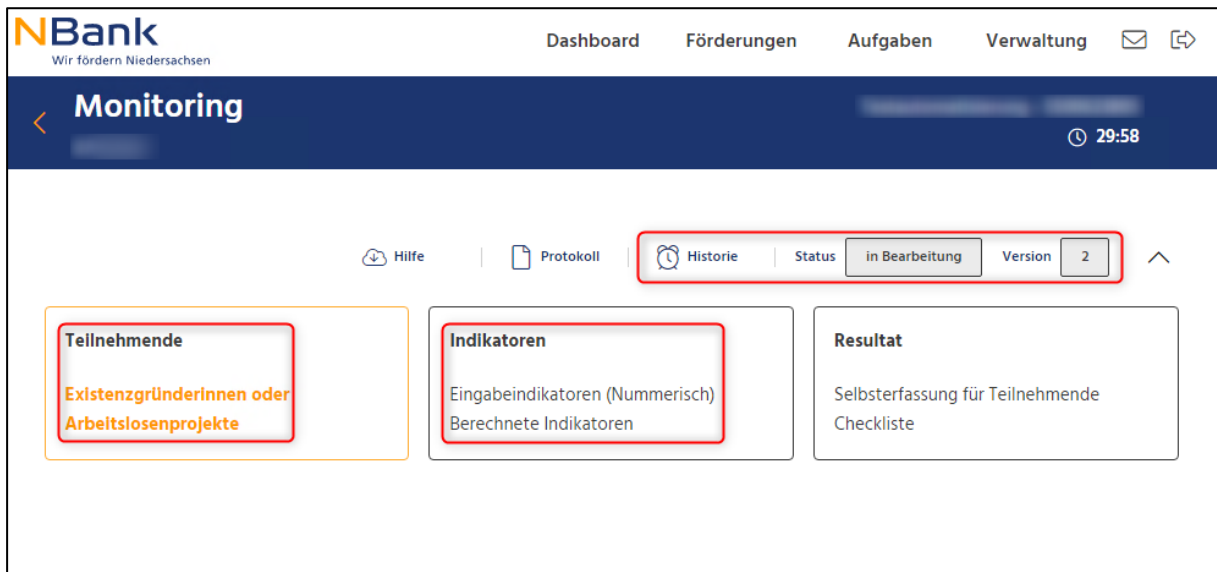 NBank
Wir fördern Niedersachsen
Dashboard Förderungen Aufgaben Verwaltung
Monitoring
29:58
Hilfe Protokoll Historie Status in Bearbeitung Version 2
Teilnehmende
Existenzgründerinnen oder
Arbeitslosenprojekte
Indikatoren
Eingabeindikatoren (Nummerisch)
Berechnete Indikatoren
Resultat
Selbsterfassung für Teilnehmende
Checkliste